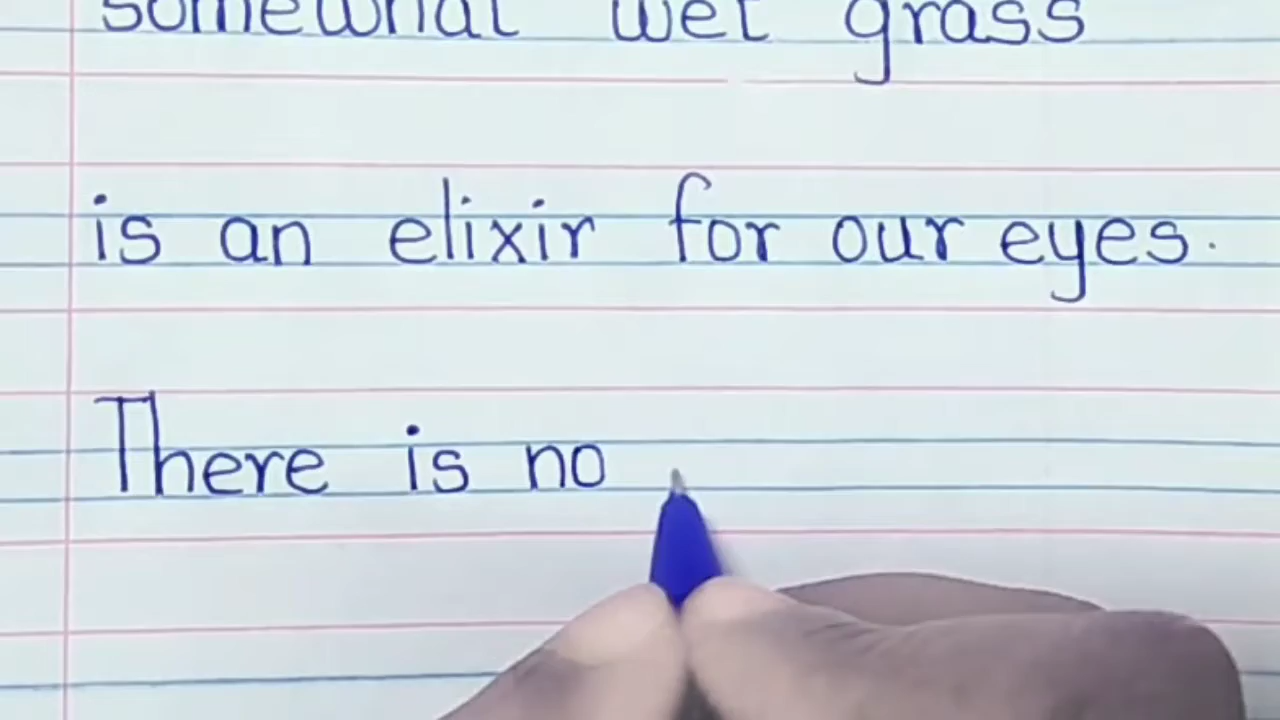 somewhat wet grass
is an elixir for our eyes.
There is no